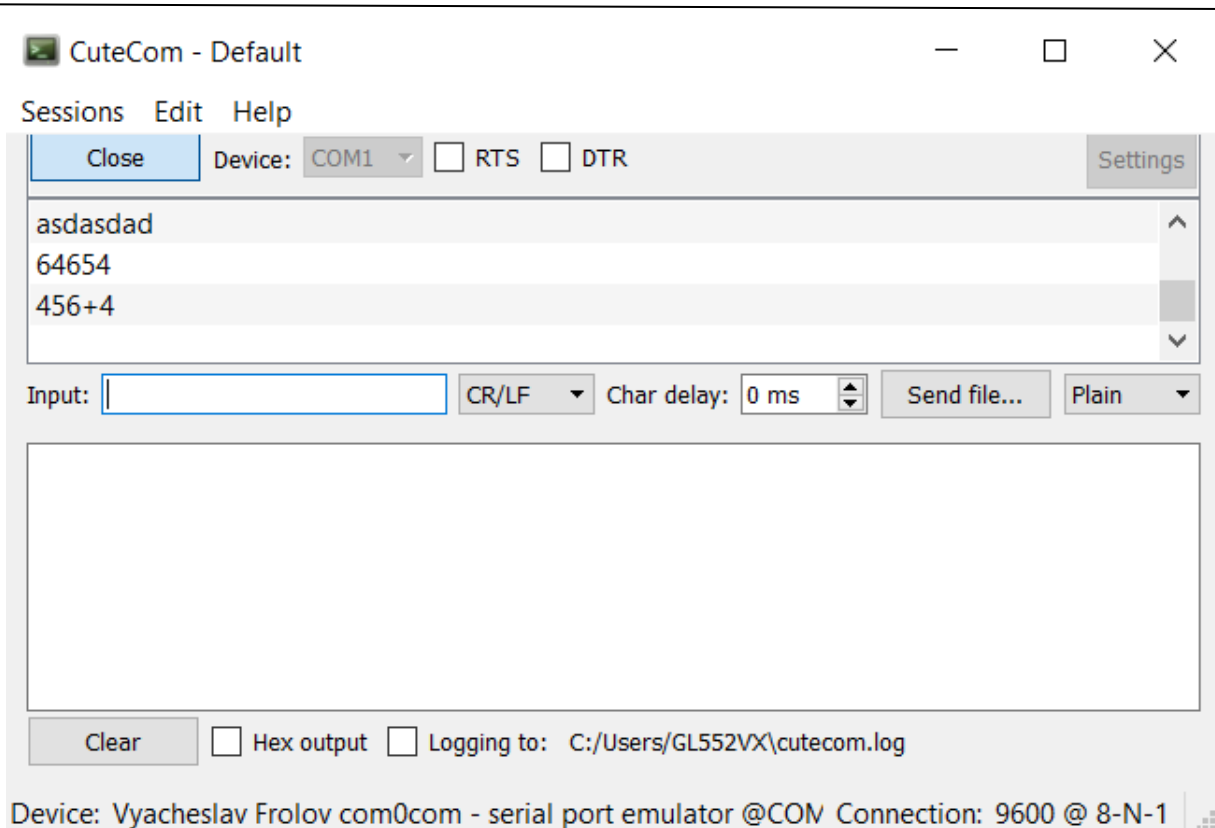 CuteCom - Default
Sessions Edit Help
Close Device: COM1 RTS DTR Settings
asdasdad
64654
456+4
Input: CR/LF Char delay: 0 ms Send file... Plain
Clear Hex output Logging to: C:/Users/GL552VX\cutecom.log
Device: Vyacheslav Frolov com0com - serial port emulator @COM Connection: 9600 @ 8-N-1